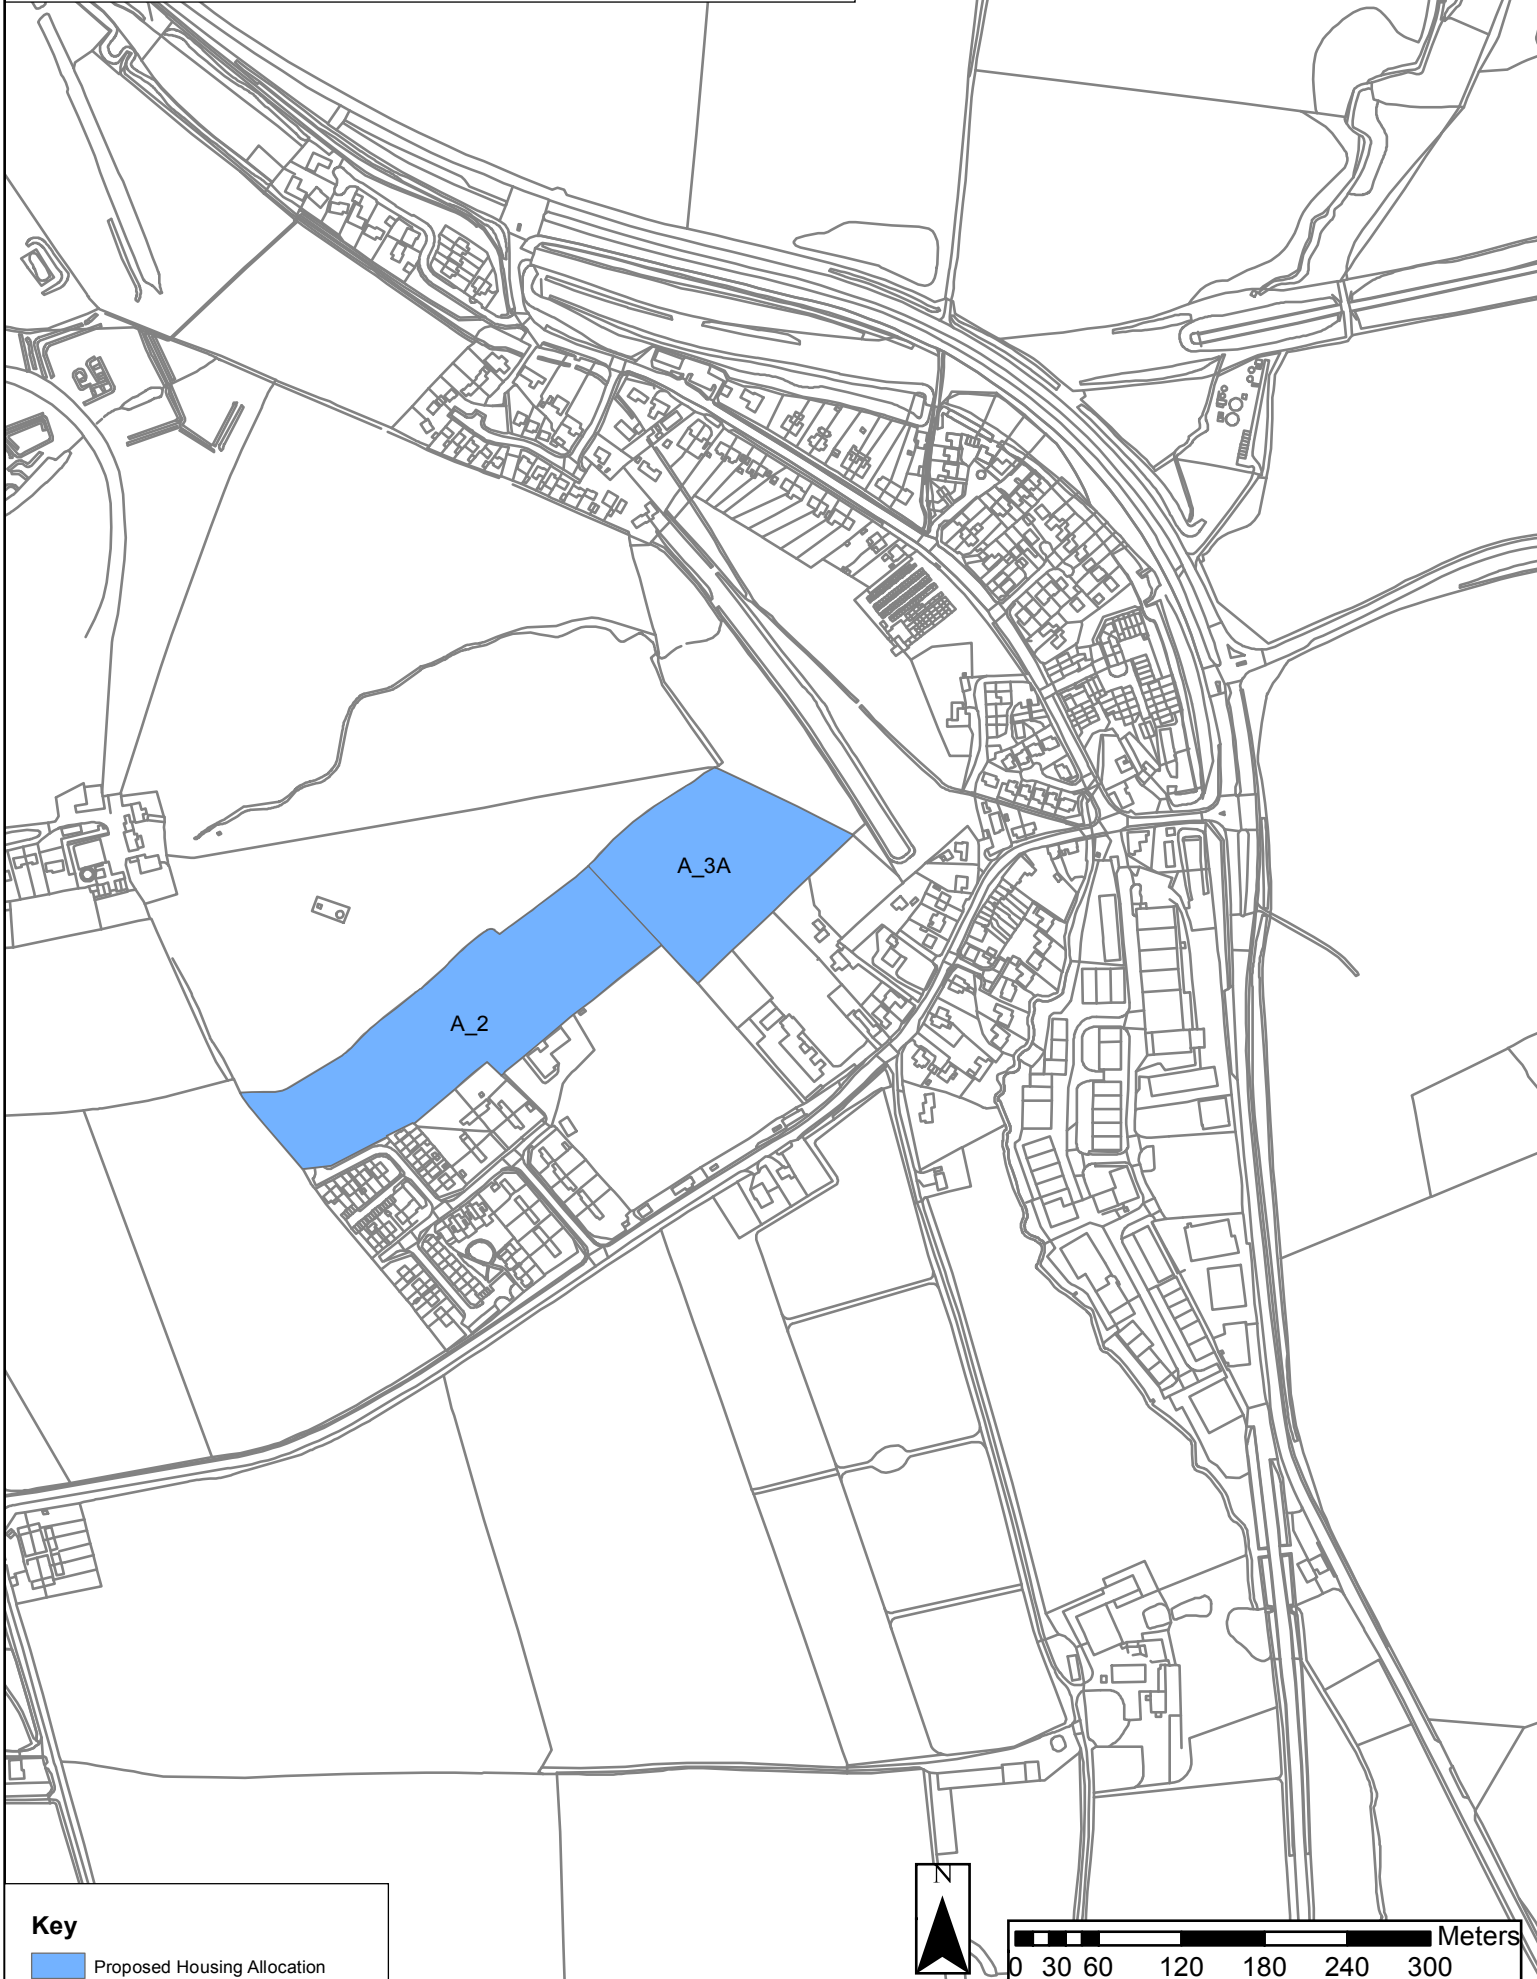 A_3A
A_2
Key
Proposed Housing Allocation
N
Meters
0 30 60 120 180 240 300